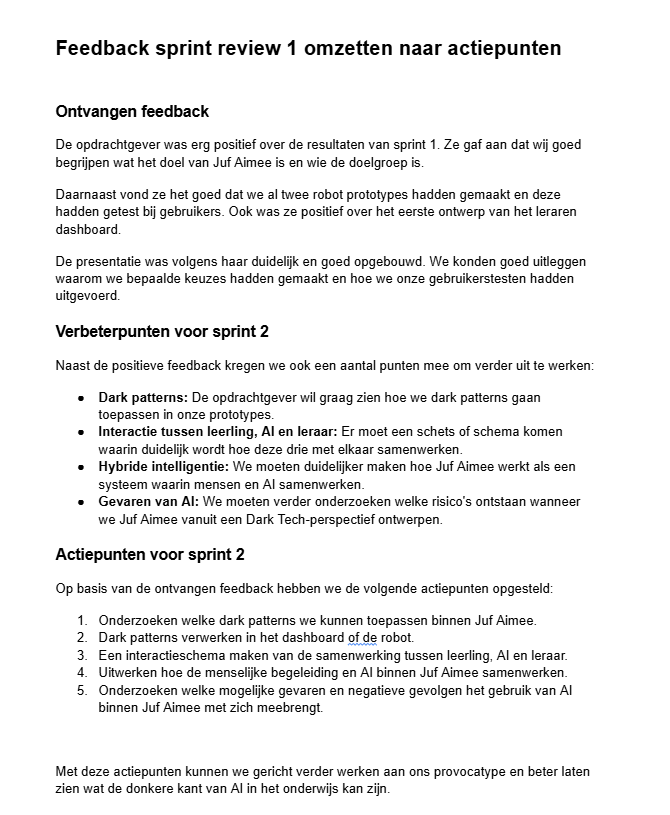 Feedback sprint review 1 omzetten naar actiepunten
Ontvangen feedback
De opdrachtgever was erg positief over de resultaten van sprint 1. Ze gaf aan dat wij goed
begrijpen wat het doel van Juf Aimee is en wie de doelgroep is.
Daarnaast vond ze het goed dat we al twee robot prototypes hadden gemaakt en deze
hadden getest bij gebruikers. Ook was ze positief over het eerste ontwerp van het leraren
dashboard.
De presentatie was volgens haar duidelijk en goed opgebouwd. We konden goed uitleggen
waarom we bepaalde keuzes hadden gemaakt en hoe we onze gebruikerstesten hadden
uitgevoerd.
Verbeterpunten voor sprint 2
Naast de positieve feedback kregen we ook een aantal punten mee om verder uit te werken:
● Dark patterns: De opdrachtgever wil graag zien hoe we dark patterns gaan
toepassen in onze prototypes.
● Interactie tussen leerling, AI en leraar: Er moet een schets of schema komen
waarin duidelijk wordt hoe deze drie met elkaar samenwerken.
● Hybride intelligentie: We moeten duidelijker maken hoe Juf Aimee werkt als een
systeem waarin mensen en AI samenwerken.
● Gevaren van AI: We moeten verder onderzoeken welke risico's ontstaan wanneer
we Juf Aimee vanuit een Dark Tech-perspectief ontwerpen.
Actiepunten voor sprint 2
Op basis van de ontvangen feedback hebben we de volgende actiepunten opgesteld:
1. Onderzoeken welke dark patterns we kunnen toepassen binnen Juf Aimee.
2. Dark patterns verwerken in het dashboard of de robot.
3. Een interactieschema maken van de samenwerking tussen leerling, AI en leraar.
4. Uitwerken hoe de menselijke begeleiding en AI binnen Juf Aimee samenwerken.
5. Onderzoeken welke mogelijke gevaren en negatieve gevolgen het gebruik van AI
binnen Juf Aimee met zich meebrengt.
Met deze actiepunten kunnen we gericht verder werken aan ons provocatype en beter laten
zien wat de donkere kant van AI in het onderwijs kan zijn.